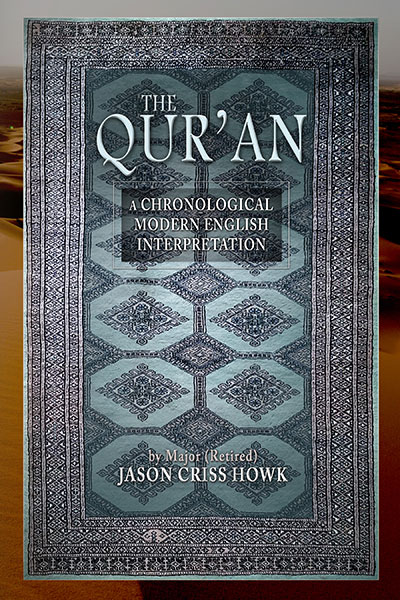 THE
QUR'AN
A CHRONOLOGICAL
MODERN ENGLISH
INTERPRETATION
by Major (Retired)
JASON CRISS HOWK